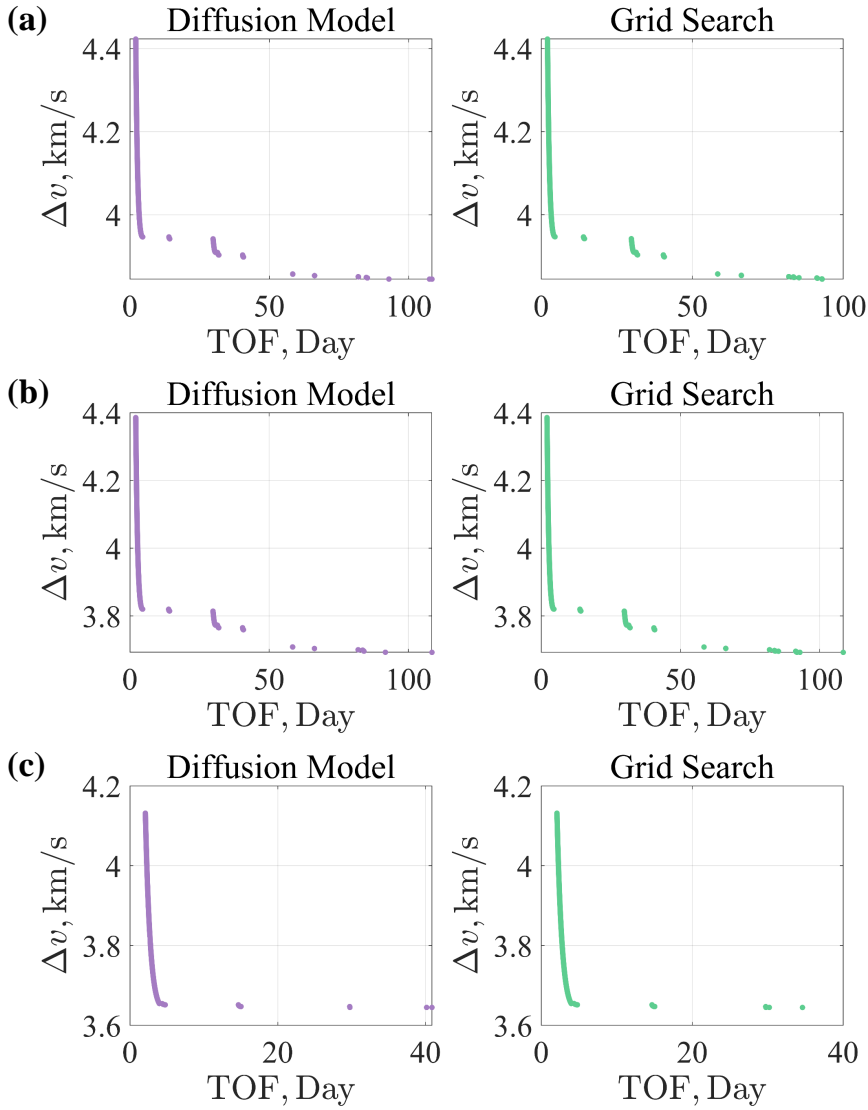 (a)
Diffusion Model
Grid Search
4.4
4.2
4
Δv, km/s
0
50
100
TOF, Day
4.4
4.2
4
Δv, km/s
0
50
100
TOF, Day
(b)
Diffusion Model
Grid Search
4.4
4.2
4
3.8
Δv, km/s
0
50
100
TOF, Day
4.4
4.2
4
3.8
Δv, km/s
0
50
100
TOF, Day
(c)
Diffusion Model
Grid Search
4.2
4
3.8
3.6
Δv, km/s
0
20
40
TOF, Day
4.2
4
3.8
3.6
Δv, km/s
0
20
40
TOF, Day